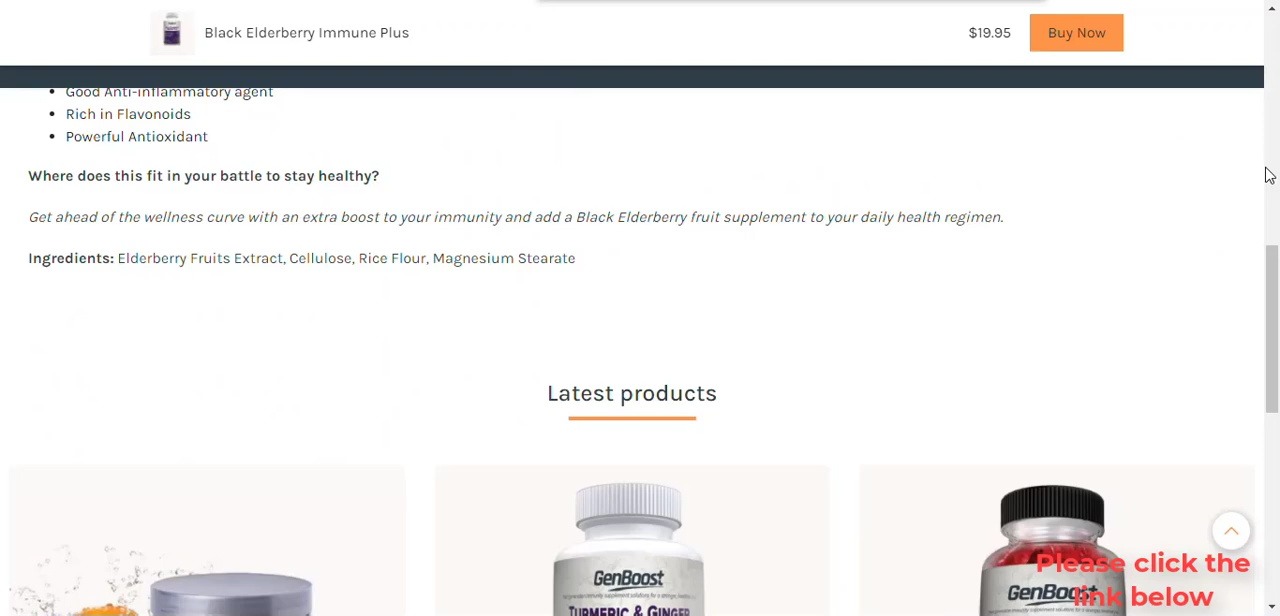 Black Elderberry Immune Plus
$19.95
Buy Now
Good Anti-inflammatory agent
Rich in Flavonoids
Powerful Antioxidant
Where does this fit in your battle to stay healthy?
Get ahead of the wellness curve with an extra boost to your immunity and add a Black Elderberry fruit supplement to your daily health regimen.
Ingredients: Elderberry Fruits Extract, Cellulose, Rice Flour, Magnesium Stearate
Latest products
GenBoost
TURMERIC & GINGER
GenBoost
Please click the
link below